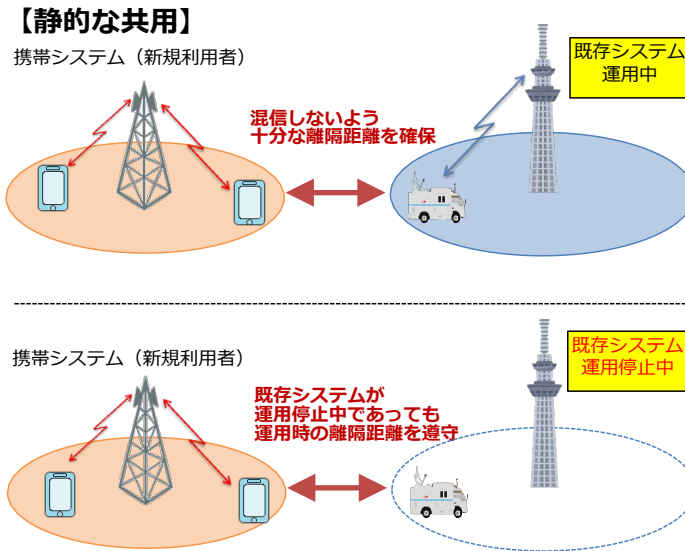 【静的な共用】
携帯システム（新規利用者）
既存システム
運用中
混信しないよう
十分な離隔距離を確保
携帯システム（新規利用者）
既存システム
運用停止中
既存システムが
運用停止中であっても
運用時の離隔距離を遵守